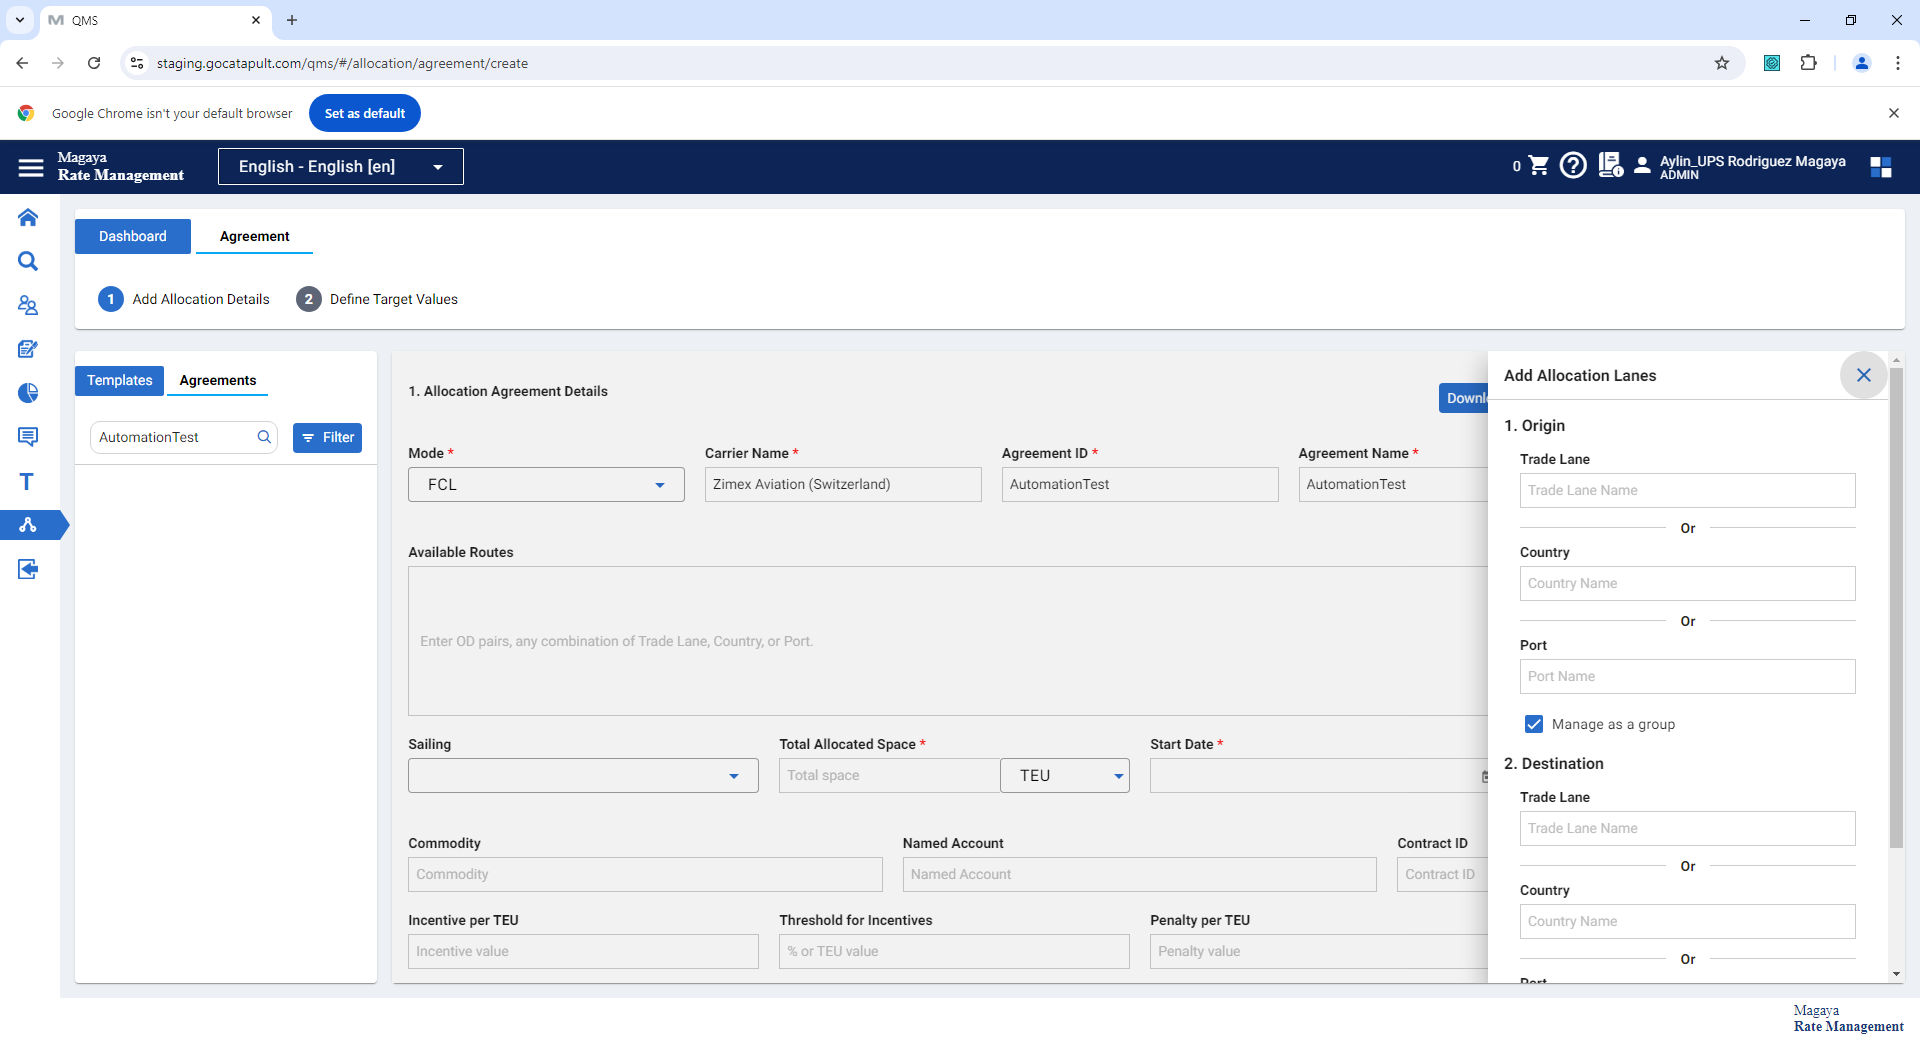 QMS
staging.gocatapult.com/qms/#/allocation/agreement/create
Google Chrome isn't your default browser
Set as default
Magaya
Rate Management
English - English [en]
0
Aylin_UPS Rodriguez Magaya
ADMIN
Dashboard
Agreement
1 Add Allocation Details
2 Define Target Values
Templates
Agreements
AutomationTest
Filter
1. Allocation Agreement Details
Mode *
Carrier Name *
Agreement ID *
Agreement Name *
FCL
Zimex Aviation (Switzerland)
AutomationTest
AutomationTest
Available Routes
Enter OD pairs, any combination of Trade Lane, Country, or Port.
Sailing
Total Allocated Space *
Start Date *
Total space
TEU
Commodity
Named Account
Contract ID
Commodity
Named Account
Contract ID
Incentive per TEU
Threshold for Incentives
Penalty per TEU
Incentive value
% or TEU value
Penalty value
Add Allocation Lanes
1. Origin
Trade Lane
Trade Lane Name
Or
Country
Country Name
Or
Port
Port Name
Manage as a group
2. Destination
Trade Lane
Trade Lane Name
Or
Country
Country Name
Or
Port
Magaya
Rate Management